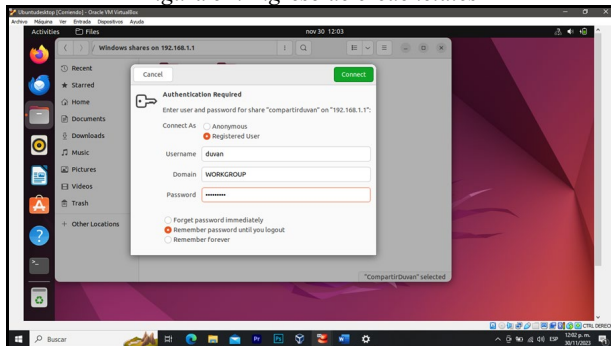 Ubuntudesktop [Corriendo] - Oracle VM VirtualBox
Archivo Máquina Ver Entrada Dispositivos Ayuda
Activities Files nov 30 12:03
Windows shares on 192.168.1.1
Recent
Starred
Home
Documents
Downloads
Music
Pictures
Videos
Trash
+ Other Locations
Cancel Connect
Authentication Required
Enter user and password for share "compartirduvan" on "192.168.1.1":
Connect As Anonymous
Registered User
Username duvan
Domain WORKGROUP
Password •••••••••
Forget password immediately
Remember password until you logout
Remember forever
"CompartirDuvan" selected
CTRL DERECHO
Buscar
ESP
12:02 p. m.
30/11/2023